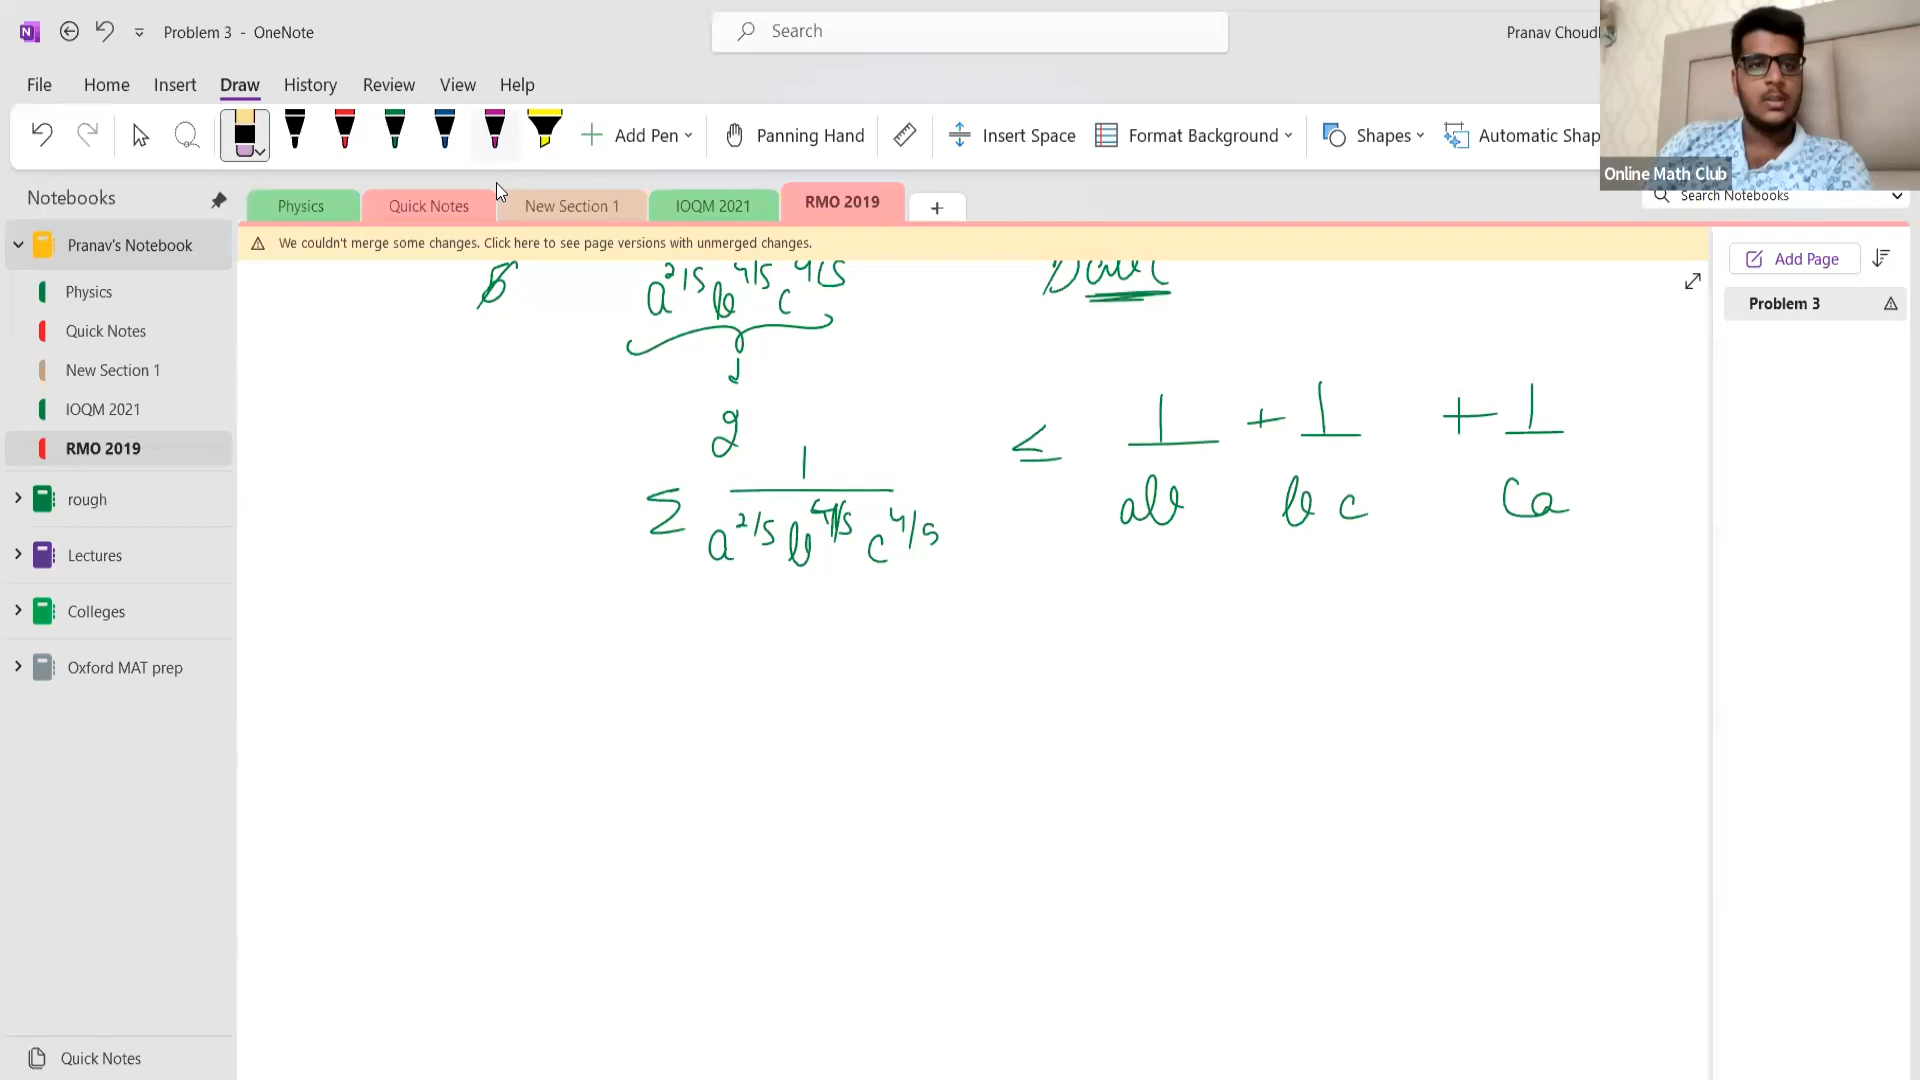 Problem 3 - OneNote
Search
Pranav Choud
File Home Insert Draw History Review View Help
Add Pen Panning Hand Insert Space Format Background Shapes Automatic Shap
Online Math Club
Notebooks
Physics Quick Notes New Section 1 IOQM 2021 RMO 2019
Search Notebooks
Pranav's Notebook
We couldn't merge some changes. Click here to see page versions with unmerged changes.
Add Page
Physics
Problem 3
Quick Notes
New Section 1
IOQM 2021
RMO 2019
rough
Lectures
Colleges
Oxford MAT prep
Quick Notes
a^2/5 b^4/5 c^4/5
Σ 1/(a^2/5 b^4/5 c^4/5) ≤ 1/ab + 1/bc + 1/ca